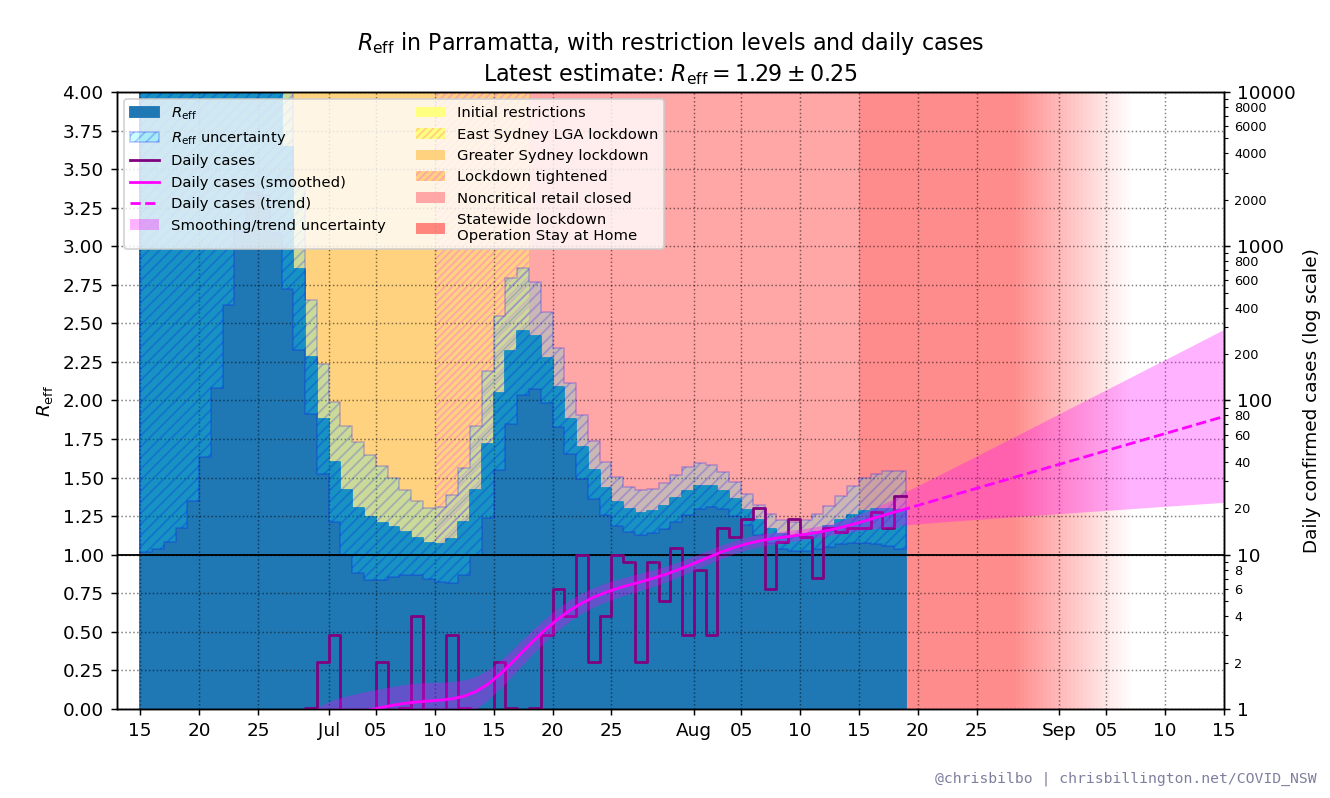 Reff in Parramatta, with restriction levels and daily cases
Latest estimate: Reff = 1.29 ± 0.25
Reff
Reff uncertainty
Daily cases
Daily cases (smoothed)
Daily cases (trend)
Smoothing/trend uncertainty
Initial restrictions
East Sydney LGA lockdown
Greater Sydney lockdown
Lockdown tightened
Noncritical retail closed
Statewide lockdown
Operation Stay at Home
4.00
3.75
3.50
3.25
3.00
2.75
2.50
2.25
2.00
1.75
1.50
1.25
1.00
0.75
0.50
0.25
0.00
Reff
10000
8000
6000
4000
2000
1000
800
600
400
200
100
80
60
40
20
10
8
6
4
2
1
Daily confirmed cases (log scale)
15 20 25 Jul 05 10 15 20 25 Aug 05 10 15 20 25 Sep 05 10 15
@chrisbilbo | chrisbillington.net/COVID_NSW